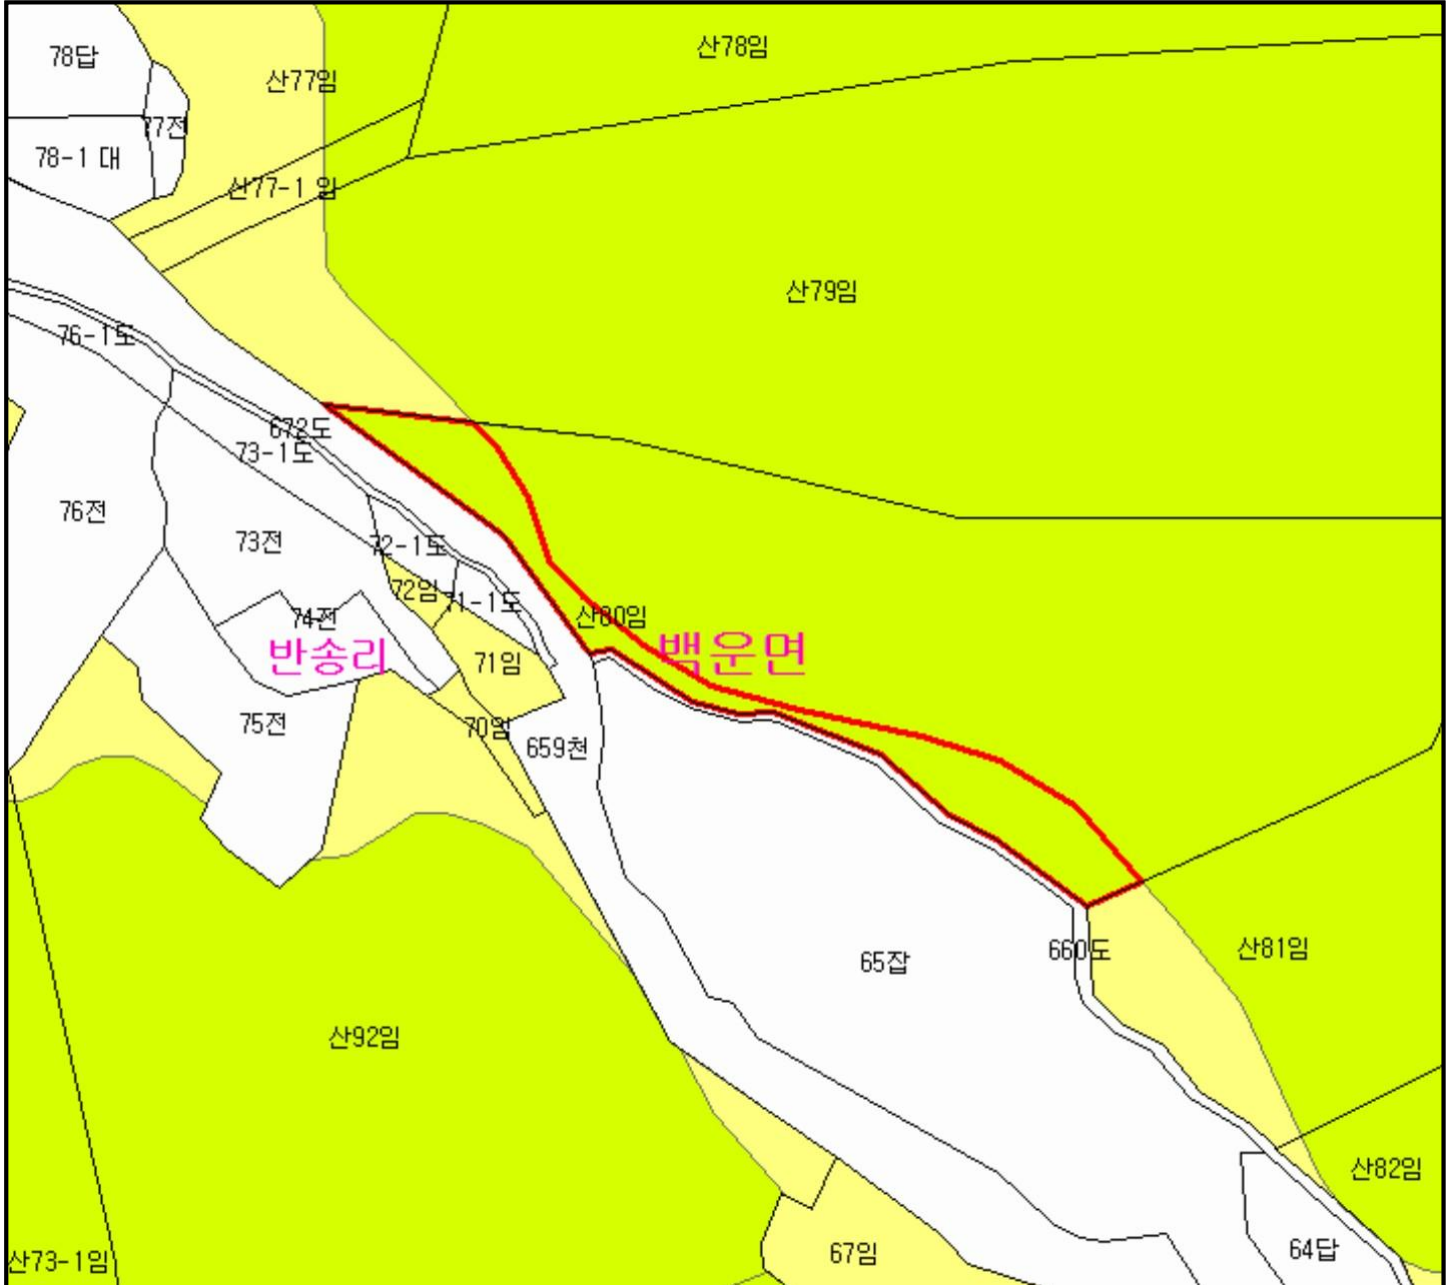 78답
산78임
산77임
77전
78-1 대
산77-1 임
산79임
76-1도
672도
73-1도
76전
73전
72-1도
72임
71-1도
74전
산80임
반송리
백운면
71임
75전
70임
659천
65잡
660도
산81임
산92임
산82임
64답
67임
산73-1임